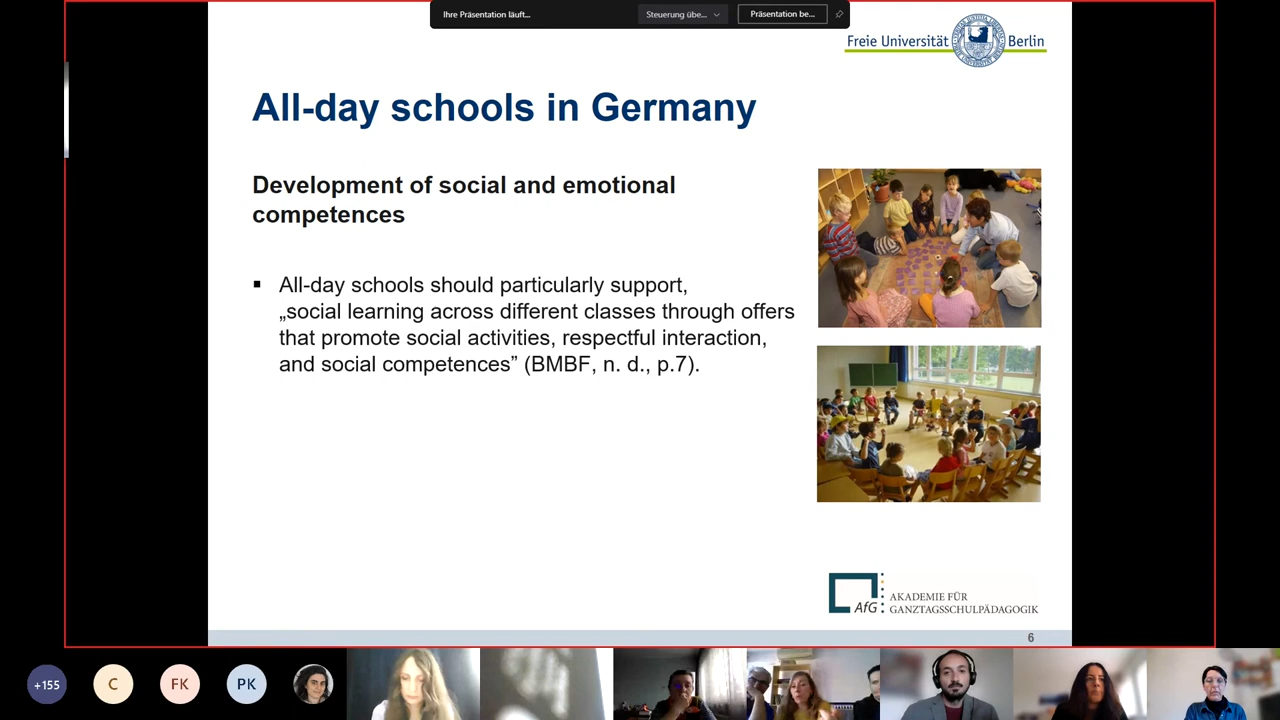 Ihre Präsentation läuft...
Steuerung übe...
Präsentation be...
Freie Universität Berlin
All-day schools in Germany
Development of social and emotional
competences
▪ All-day schools should particularly support,
„social learning across different classes through offers
that promote social activities, respectful interaction,
and social competences” (BMBF, n. d., p.7).
AfG
AKADEMIE FÜR
GANZTAGSSCHULPÄDAGOGIK
6
+155
C
FK
PK